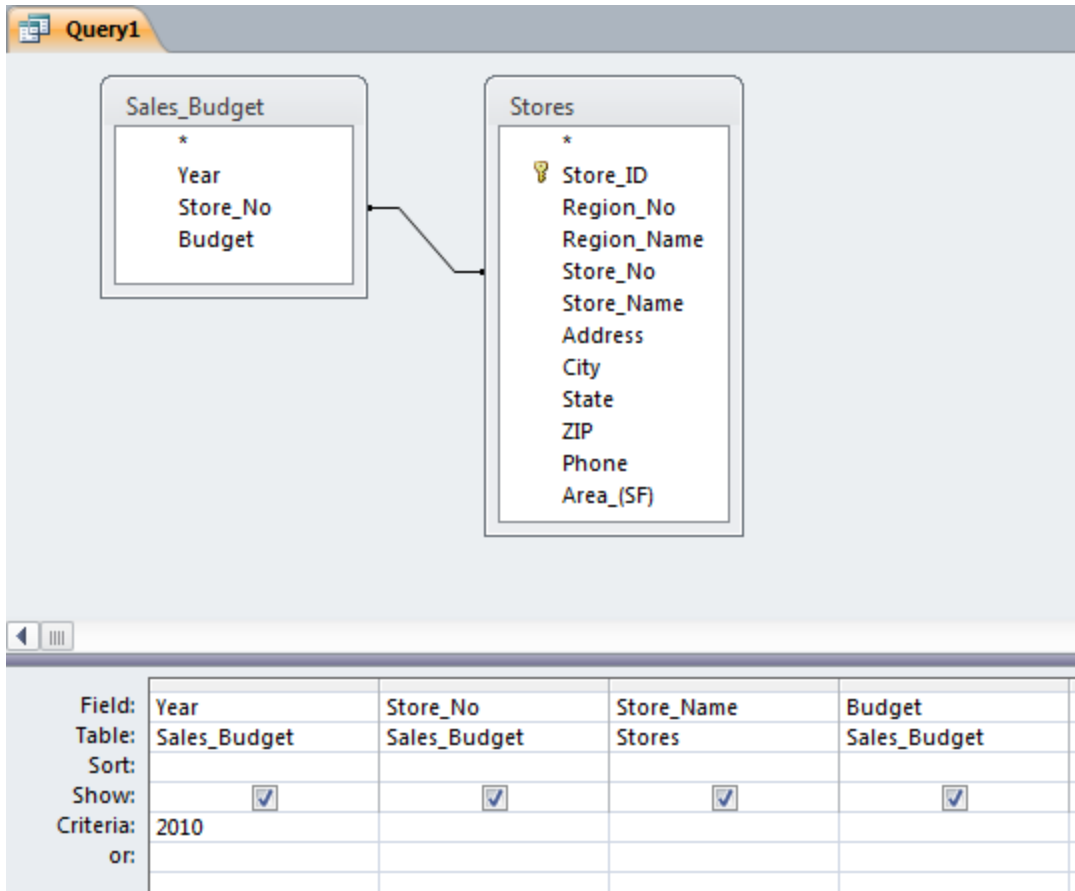 Query1
Sales_Budget
*
Year
Store_No
Budget
Stores
*
Store_ID
Region_No
Region_Name
Store_No
Store_Name
Address
City
State
ZIP
Phone
Area_(SF)
Field: Year Store_No Store_Name Budget
Table: Sales_Budget Sales_Budget Stores Sales_Budget
Sort:
Show:
Criteria: 2010
or: